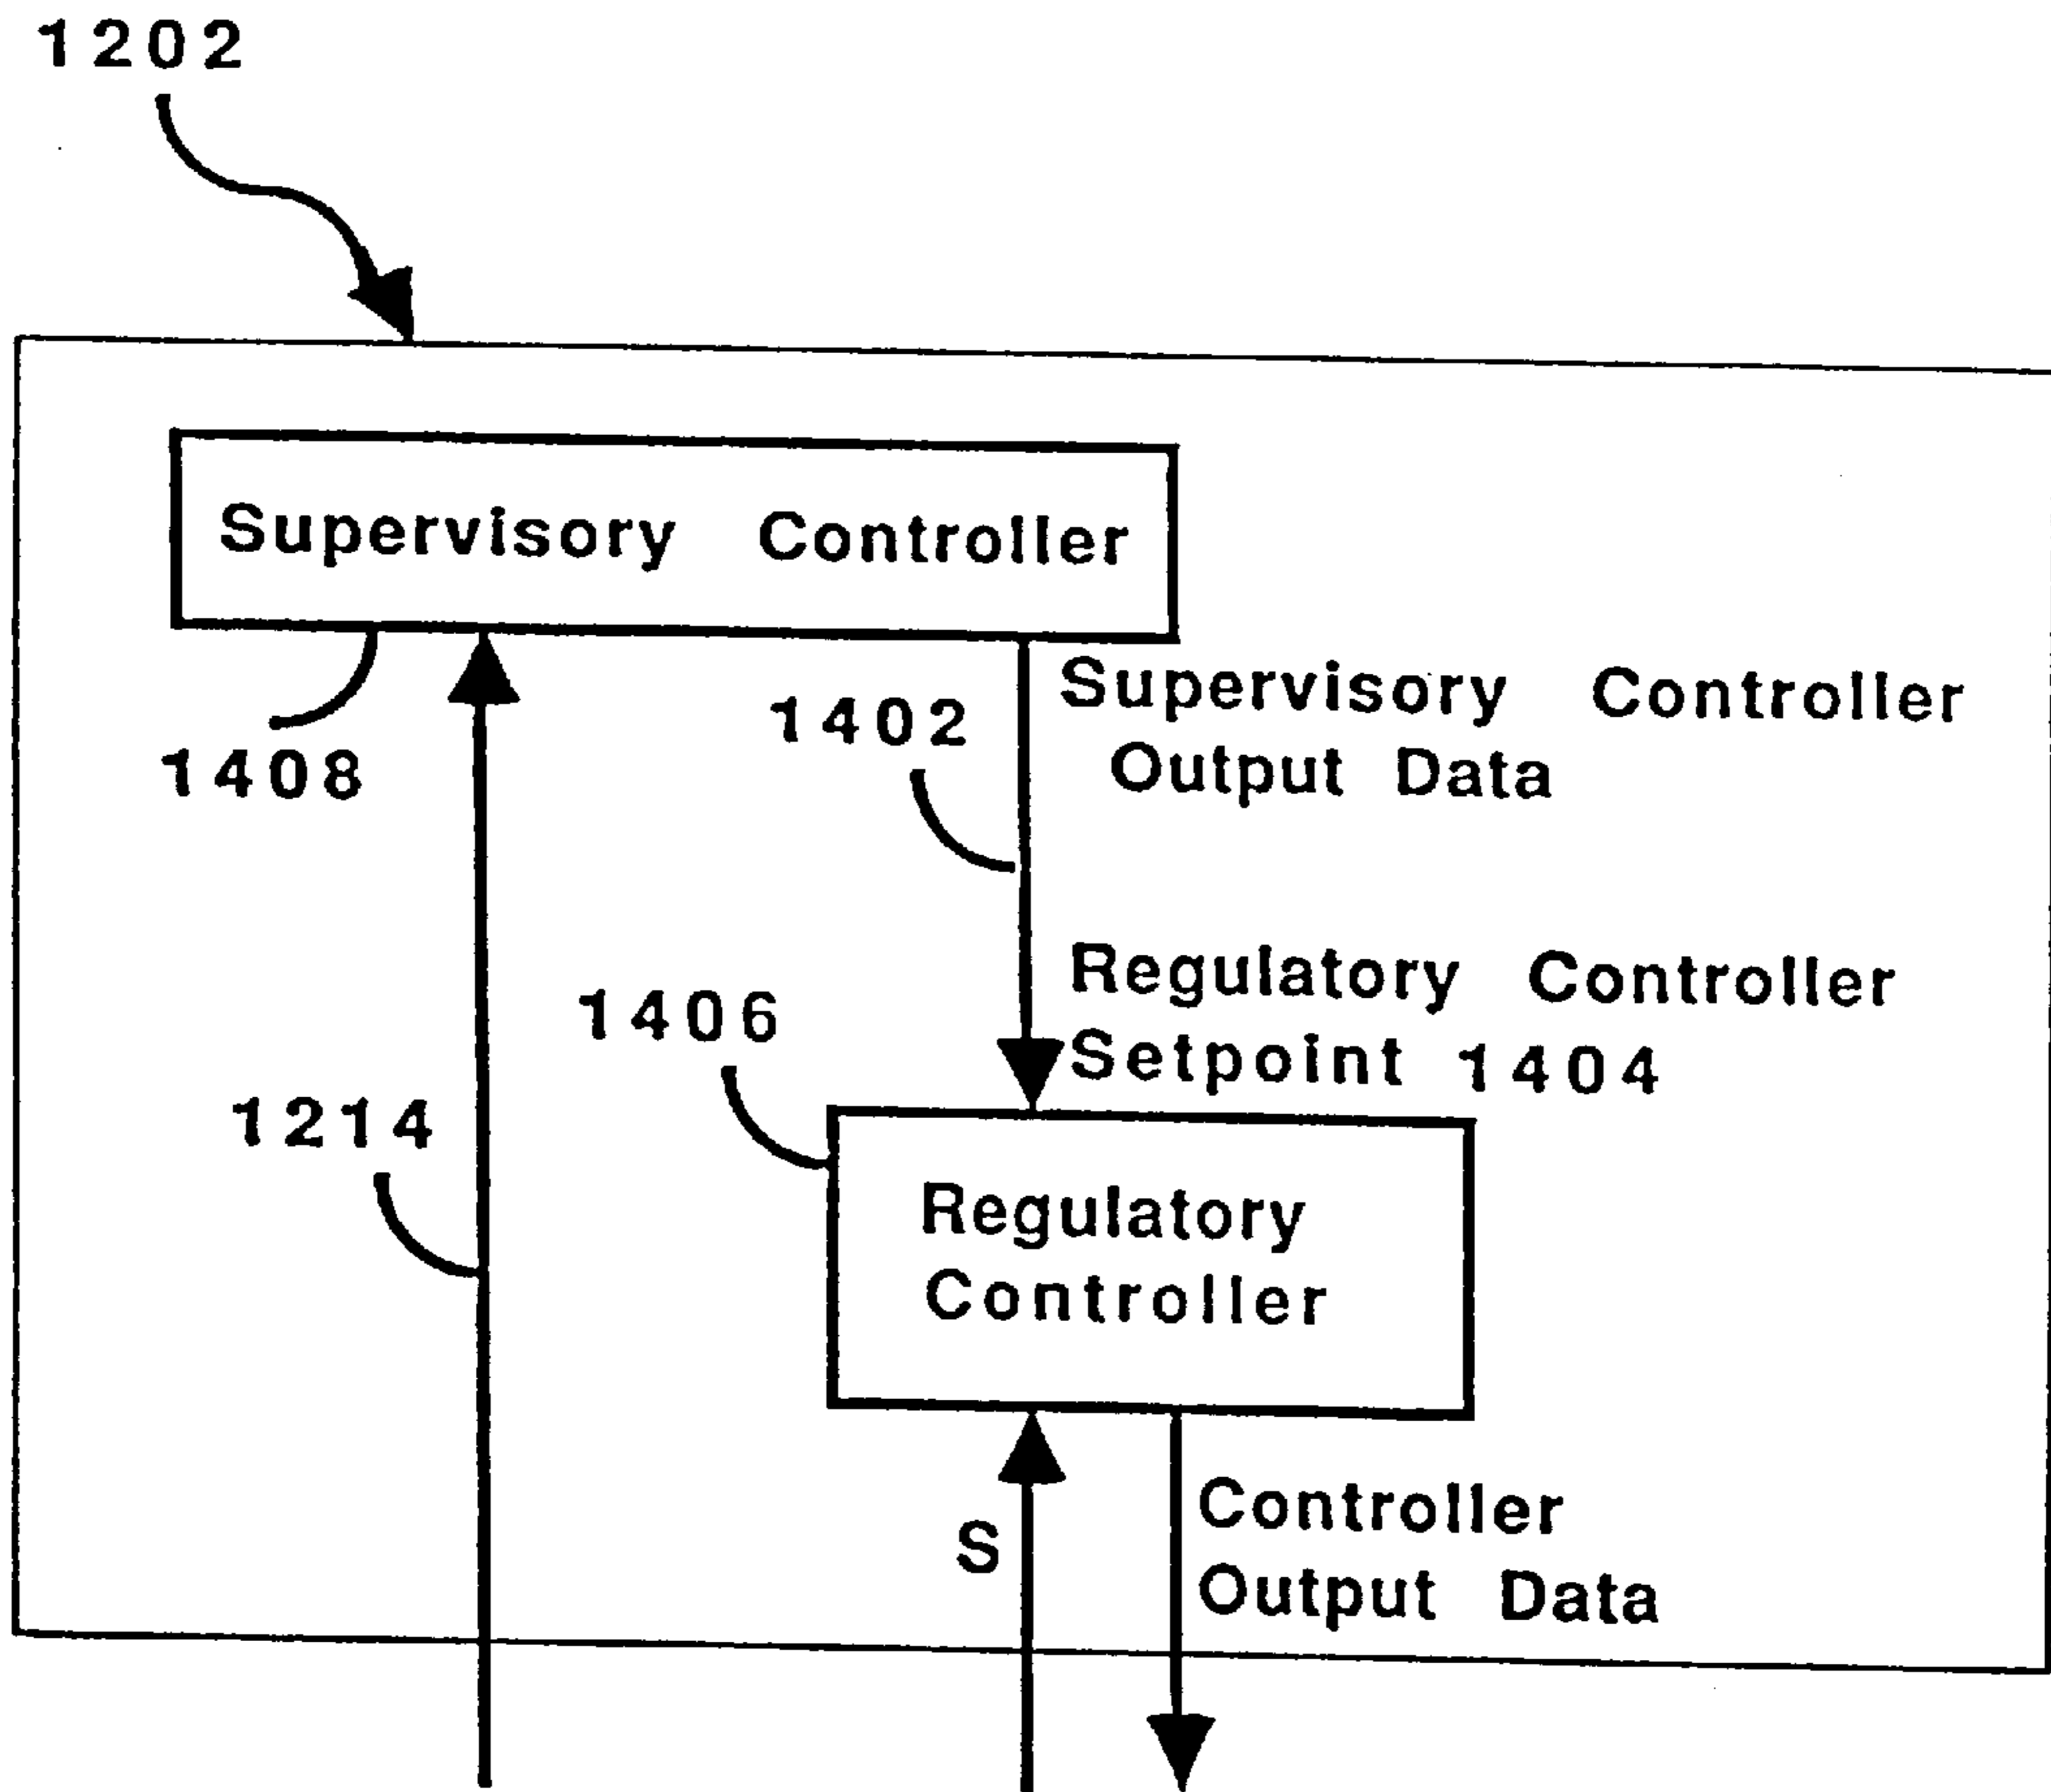 1202
Supervisory Controller
1408
1402
Supervisory Controller
Output Data
1406
Regulatory Controller
Setpoint 1404
1214
Regulatory
Controller
S
Controller
Output Data